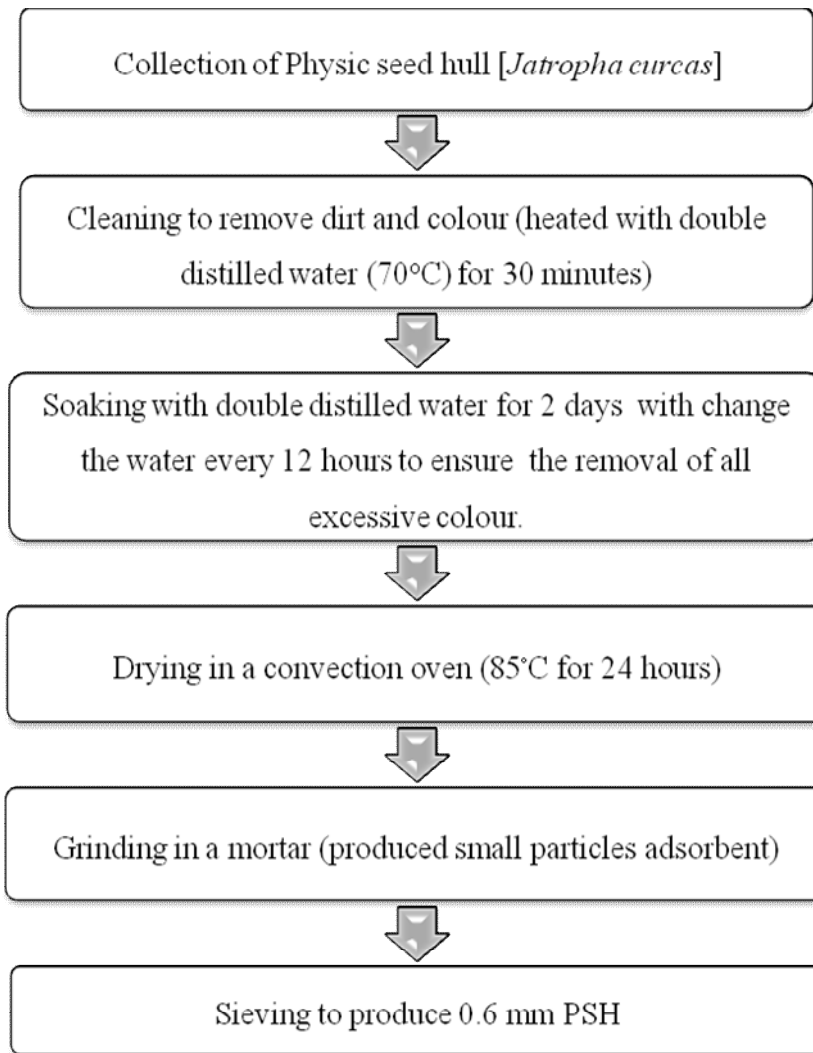 Collection of Physic seed hull [Jatropha curcas]
Cleaning to remove dirt and colour (heated with double
distilled water (70°C) for 30 minutes)
Soaking with double distilled water for 2 days with change
the water every 12 hours to ensure the removal of all
excessive colour.
Drying in a convection oven (85°C for 24 hours)
Grinding in a mortar (produced small particles adsorbent)
Sieving to produce 0.6 mm PSH